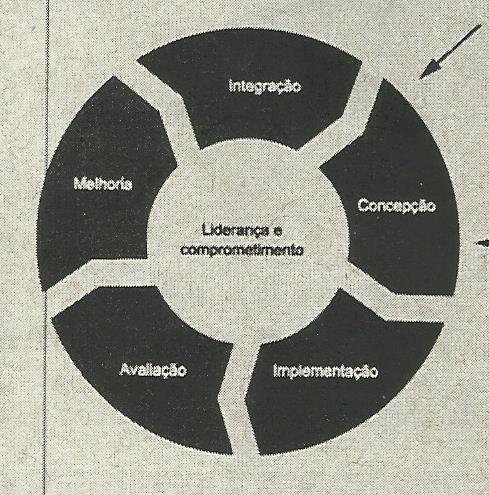 Integração
Concepção
Implementação
Avaliação
Melhoria
Liderança e
comprometimento